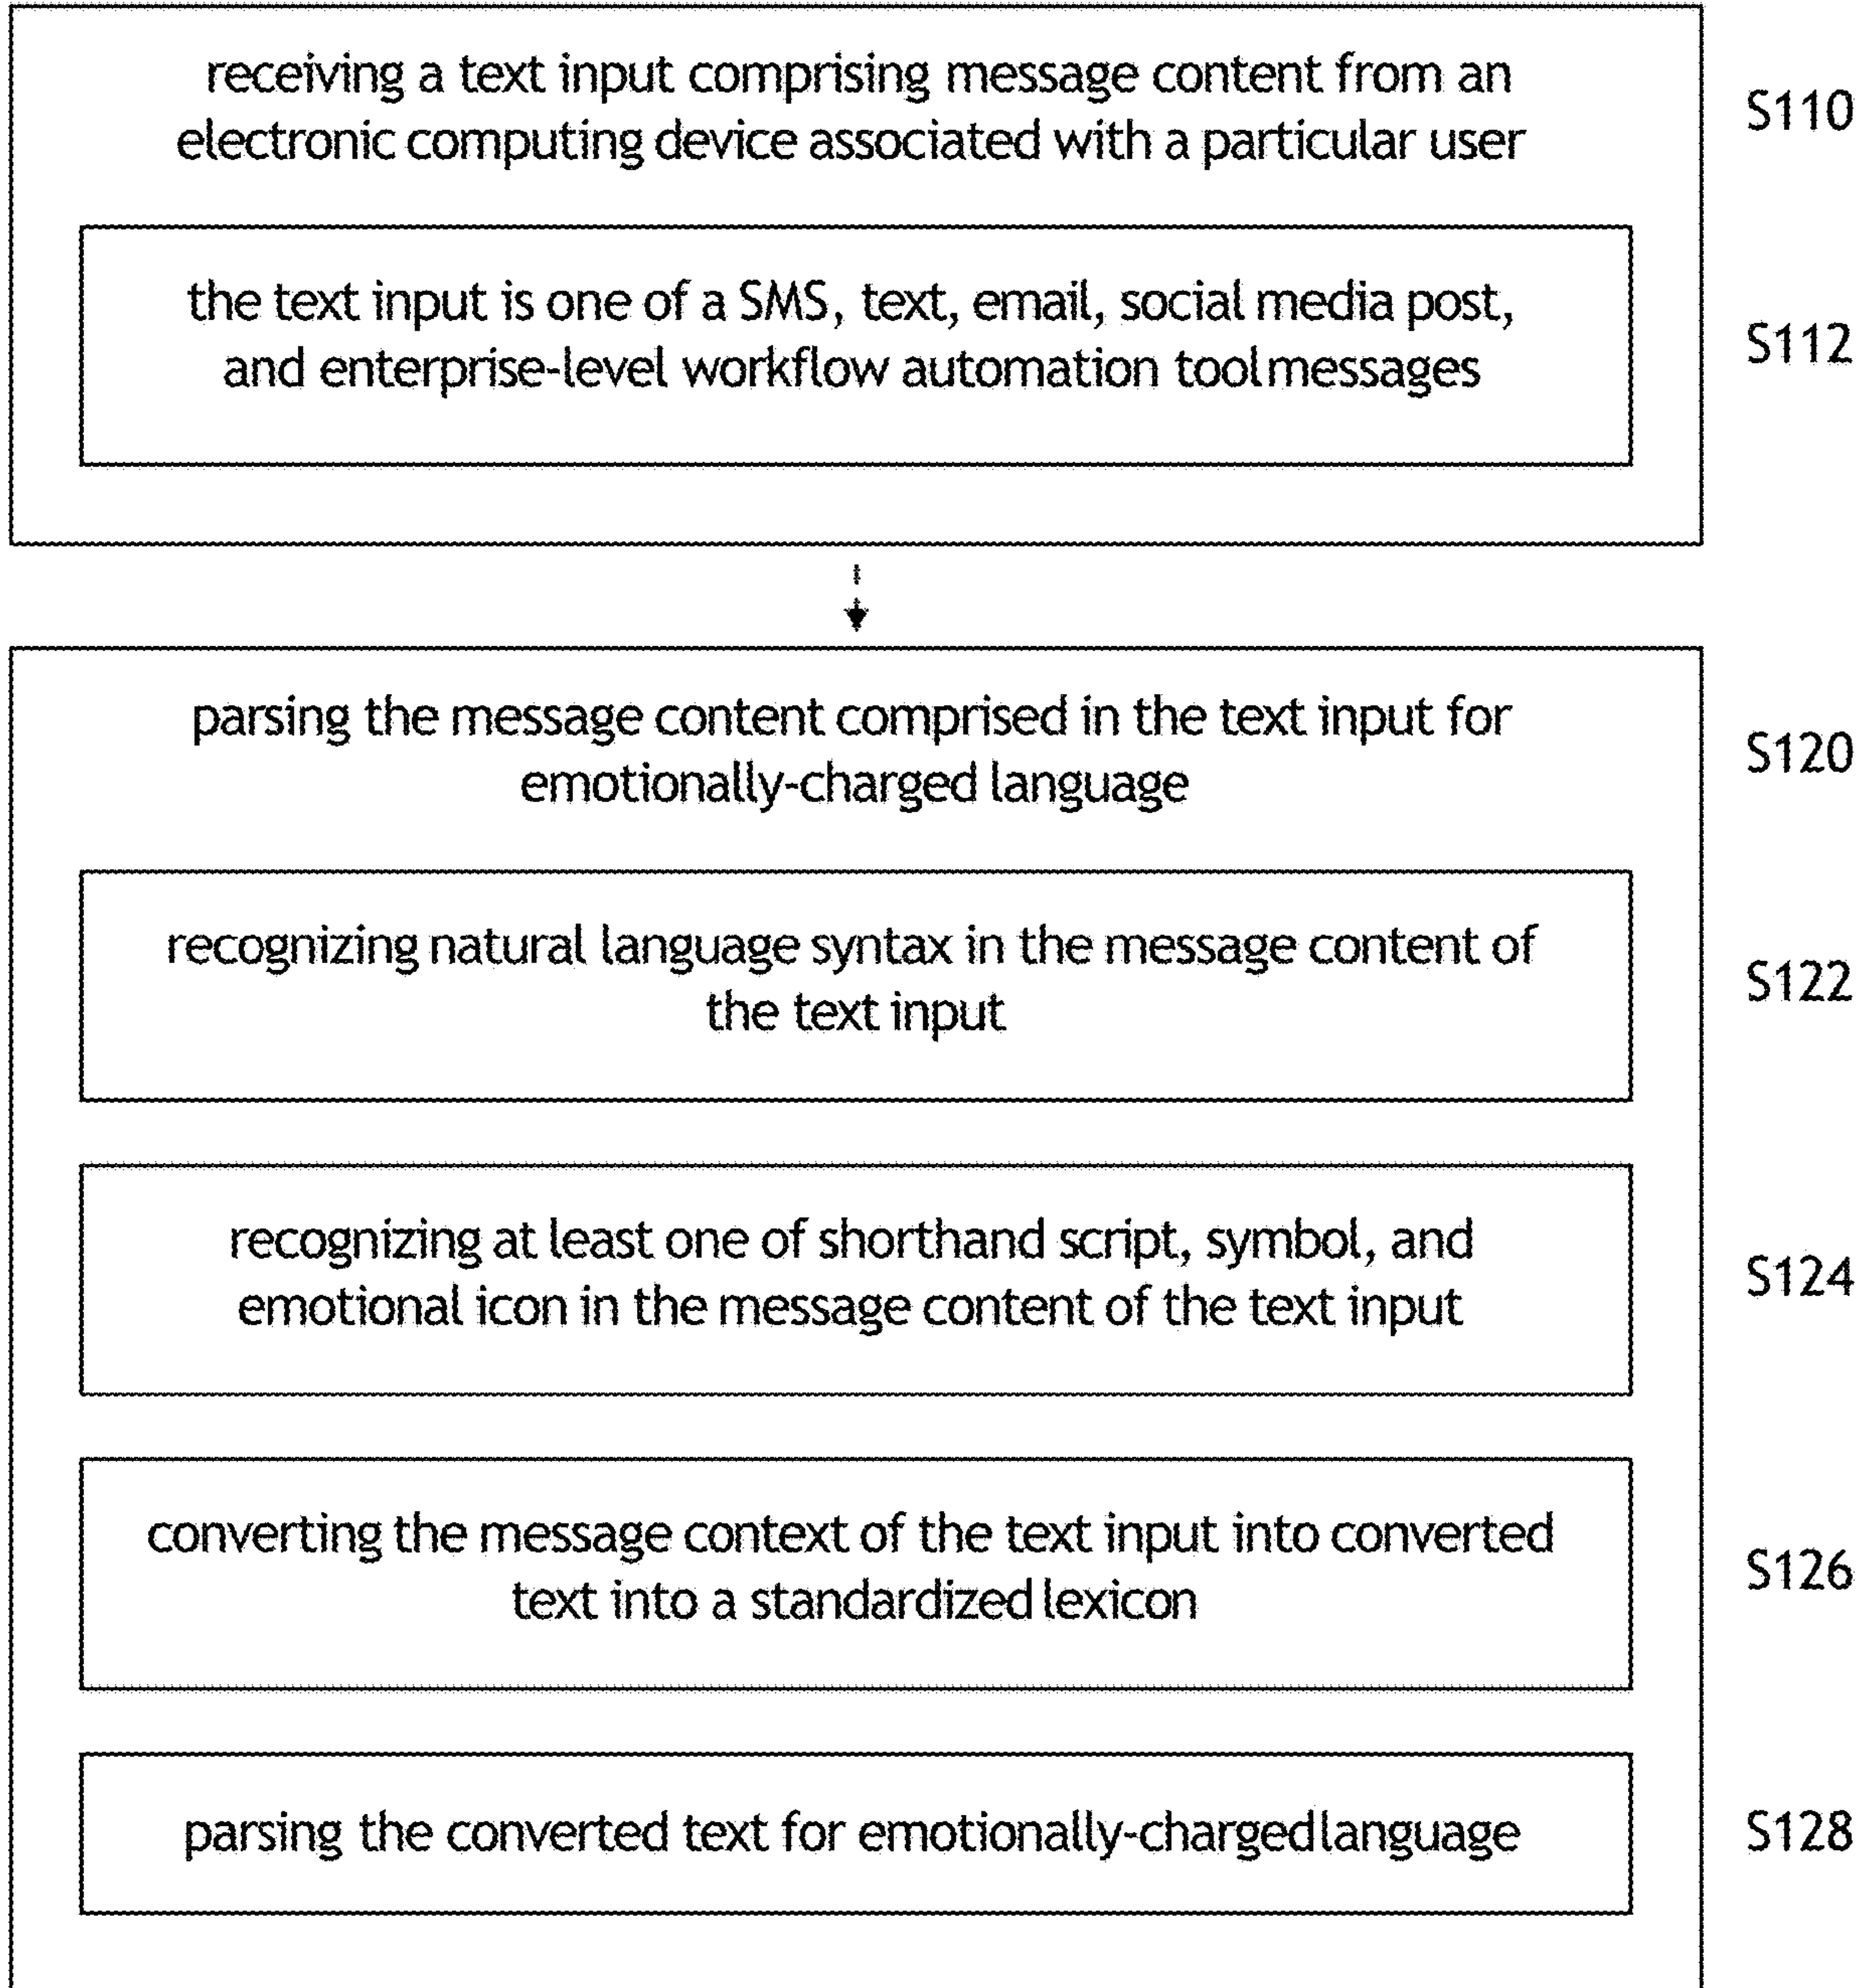 receiving a text input comprising message content from an
electronic computing device associated with a particular user
S110
the text input is one of a SMS, text, email, social media post,
and enterprise-level workflow automation tool messages
S112
parsing the message content comprised in the text input for
emotionally-charged language
S120
recognizing natural language syntax in the message content of
the text input
S122
recognizing at least one of shorthand script, symbol, and
emotional icon in the message content of the text input
S124
converting the message context of the text input into converted
text into a standardized lexicon
S126
parsing the converted text for emotionally-charged language
S128